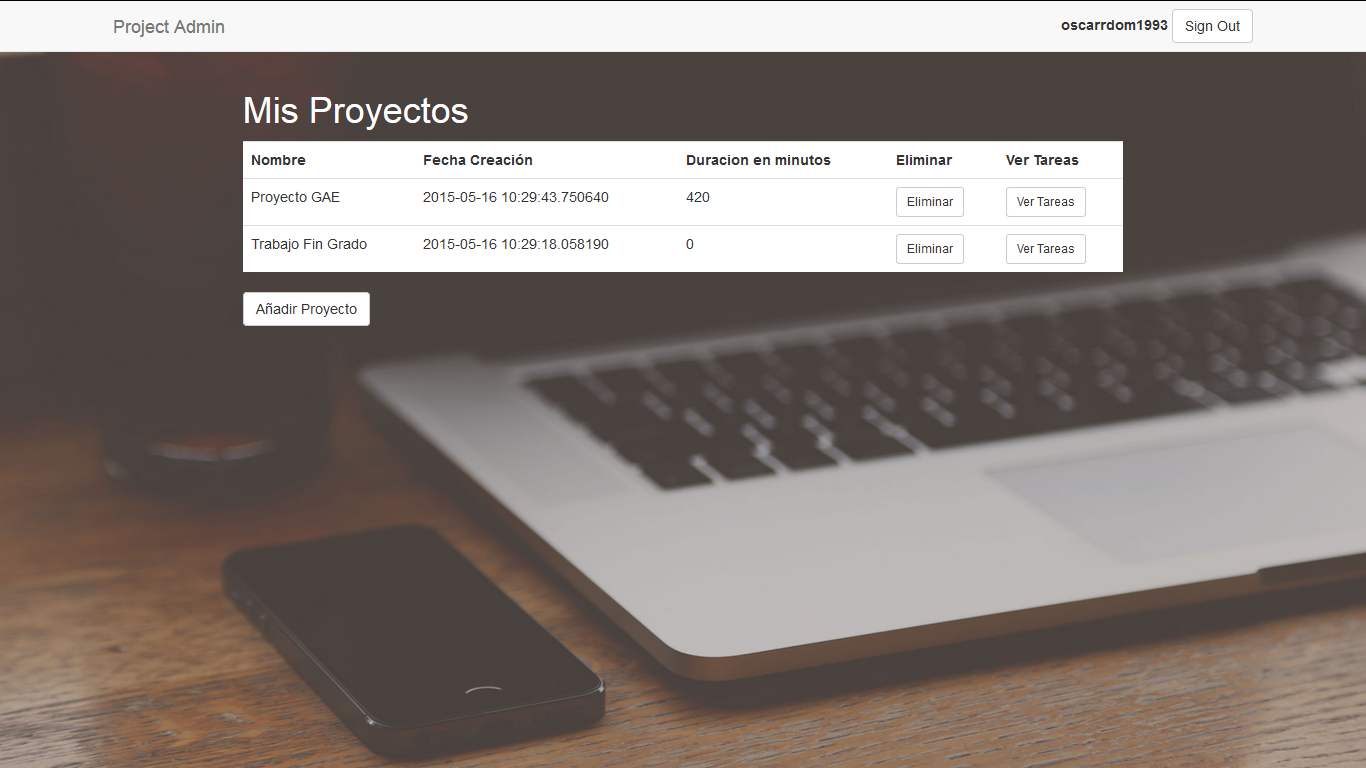 Project Admin oscarrdom1993 Sign Out
Mis Proyectos
Nombre Fecha Creación Duracion en minutos Eliminar Ver Tareas
Proyecto GAE 2015-05-16 10:29:43.750640 420 Eliminar Ver Tareas
Trabajo Fin Grado 2015-05-16 10:29:18.058190 0 Eliminar Ver Tareas
Añadir Proyecto